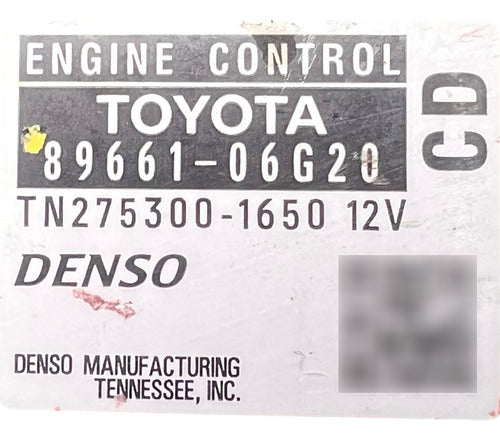 ENGINE CONTROL
TOYOTA
89661-06G20
CD
TN275300-1650 12V
DENSO
DENSO MANUFACTURING
TENNESSEE, INC.